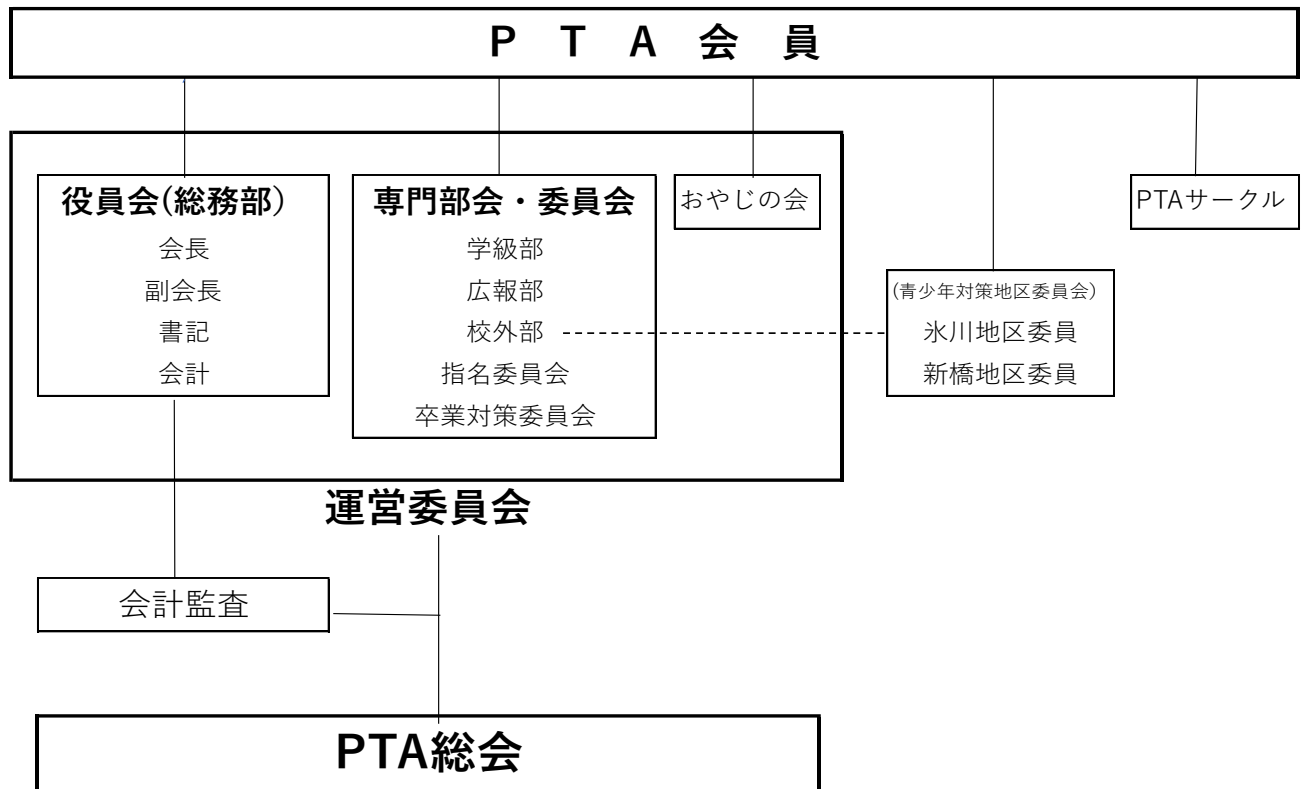 P T A 会 員
役員会(総務部)
会長
副会長
書記
会計
専門部会・委員会
学級部
広報部
校外部
指名委員会
卒業対策委員会
おやじの会
(青少年対策地区委員会)
氷川地区委員
新橋地区委員
PTAサークル
運営委員会
会計監査
PTA総会